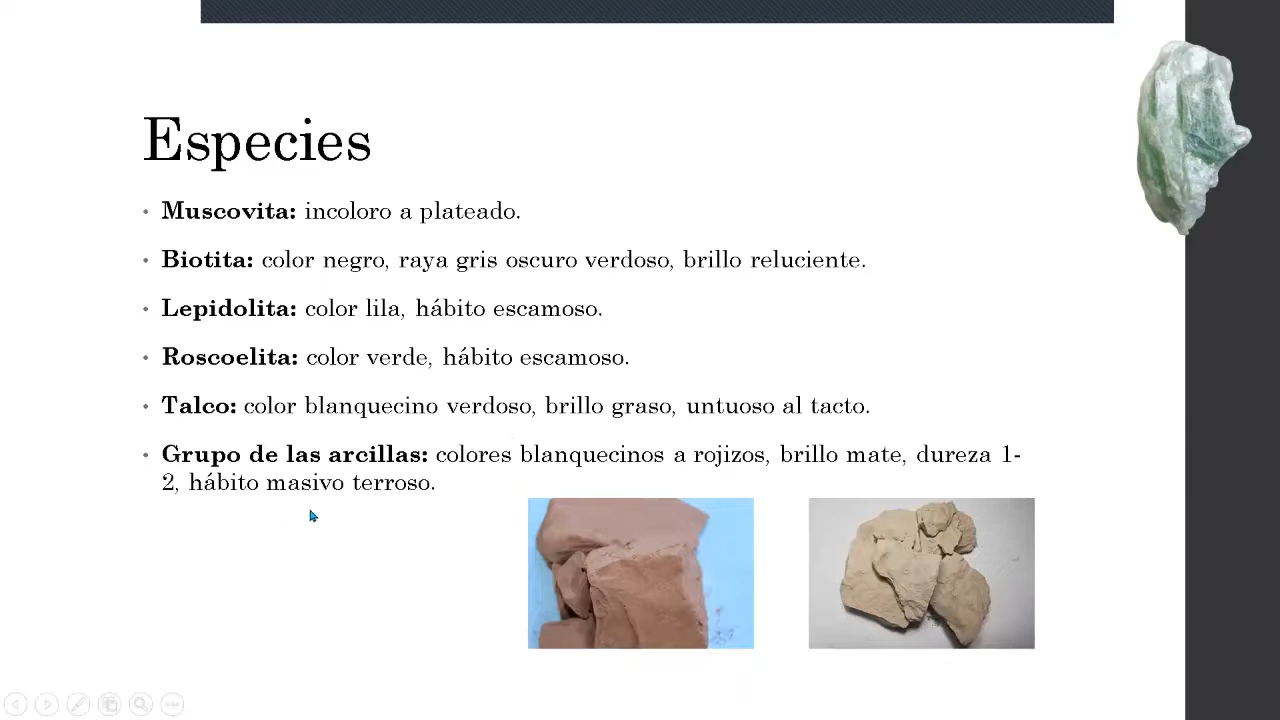 Especies
• Muscovita: incoloro a plateado.
• Biotita: color negro, raya gris oscuro verdoso, brillo reluciente.
• Lepidolita: color lila, hábito escamoso.
• Roscoelita: color verde, hábito escamoso.
• Talco: color blanquecino verdoso, brillo graso, untuoso al tacto.
• Grupo de las arcillas: colores blanquecinos a rojizos, brillo mate, dureza 1-
2, hábito masivo terroso.